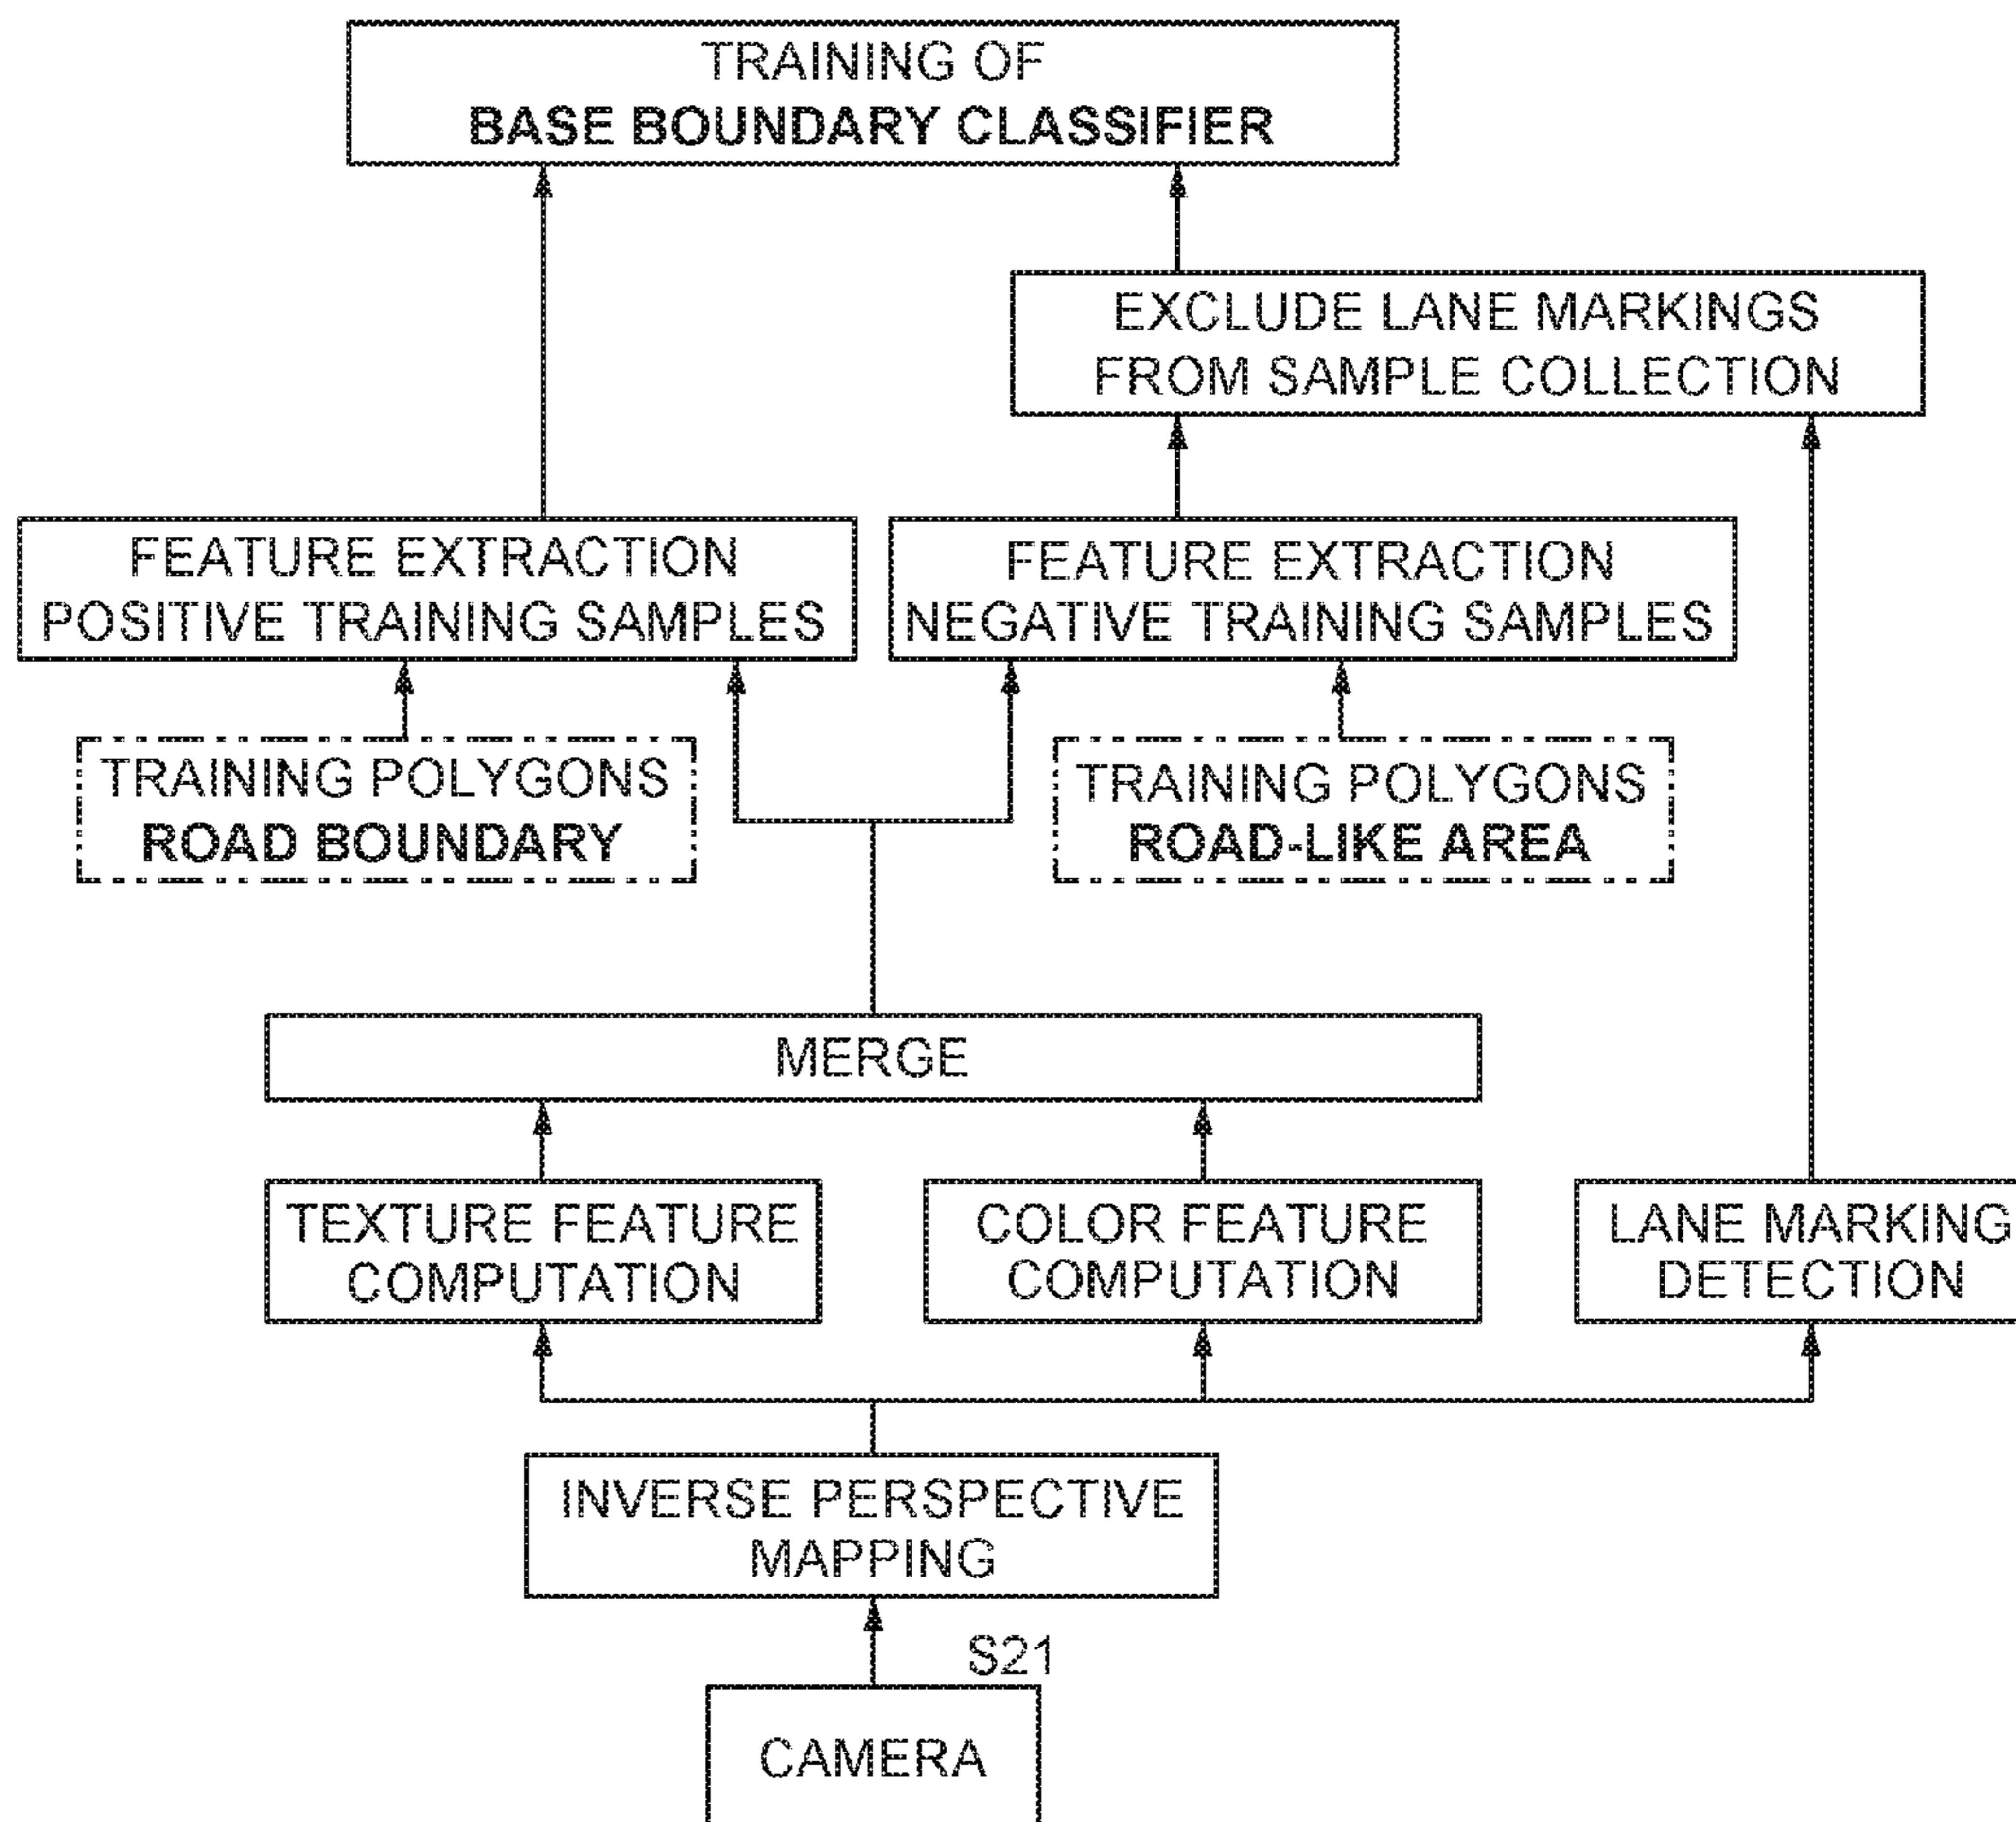 TRAINING OF
BASE BOUNDARY CLASSIFIER
EXCLUDE LANE MARKINGS
FROM SAMPLE COLLECTION
FEATURE EXTRACTION
POSITIVE TRAINING SAMPLES
FEATURE EXTRACTION
NEGATIVE TRAINING SAMPLES
TRAINING POLYGONS
ROAD BOUNDARY
TRAINING POLYGONS
ROAD-LIKE AREA
MERGE
TEXTURE FEATURE
COMPUTATION
COLOR FEATURE
COMPUTATION
LANE MARKING
DETECTION
INVERSE PERSPECTIVE
MAPPING
S21
CAMERA